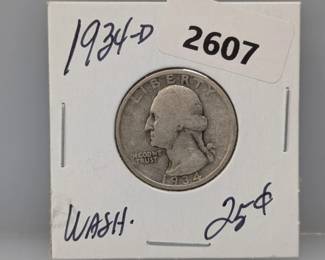 1934-D
2607
LIBERTY
IN GOD WE
TRUST
1934
WASH.
25¢